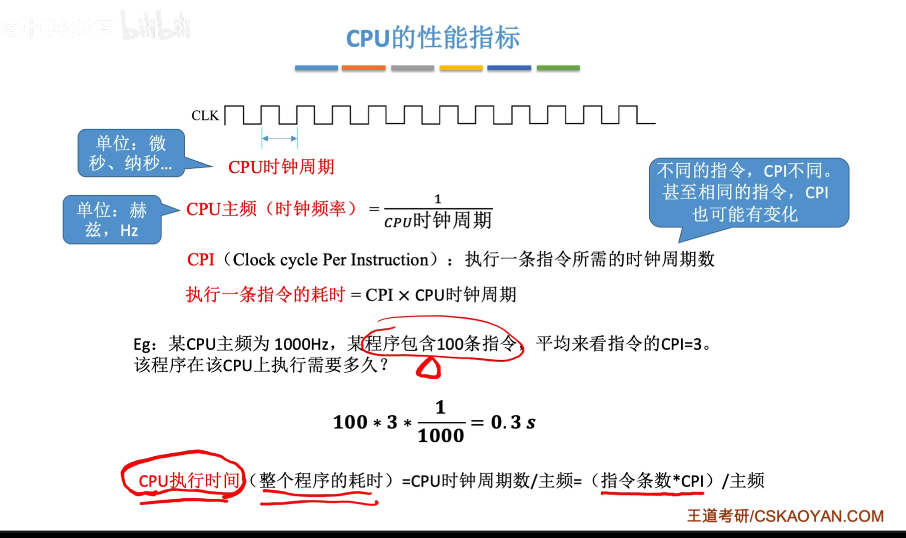 bilibili
CPU的性能指标
CLK
单位：微
秒、纳秒...
CPU时钟周期
不同的指令，CPI不同。
甚至相同的指令，CPI
也可能有变化
单位：赫
兹，Hz
CPU主频（时钟频率） = 1/CPU时钟周期
CPI（Clock cycle Per Instruction）：执行一条指令所需的时钟周期数
执行一条指令的耗时 = CPI × CPU时钟周期
Eg：某CPU主频为 1000Hz，某程序包含100条指令，平均来看指令的CPI=3。
该程序在该CPU上执行需要多久？
100 ∗ 3 ∗ 1/1000 = 0.3 s
CPU执行时间（整个程序的耗时）=CPU时钟周期数/主频=（指令条数*CPI）/主频
王道考研/CSKAOYAN.COM